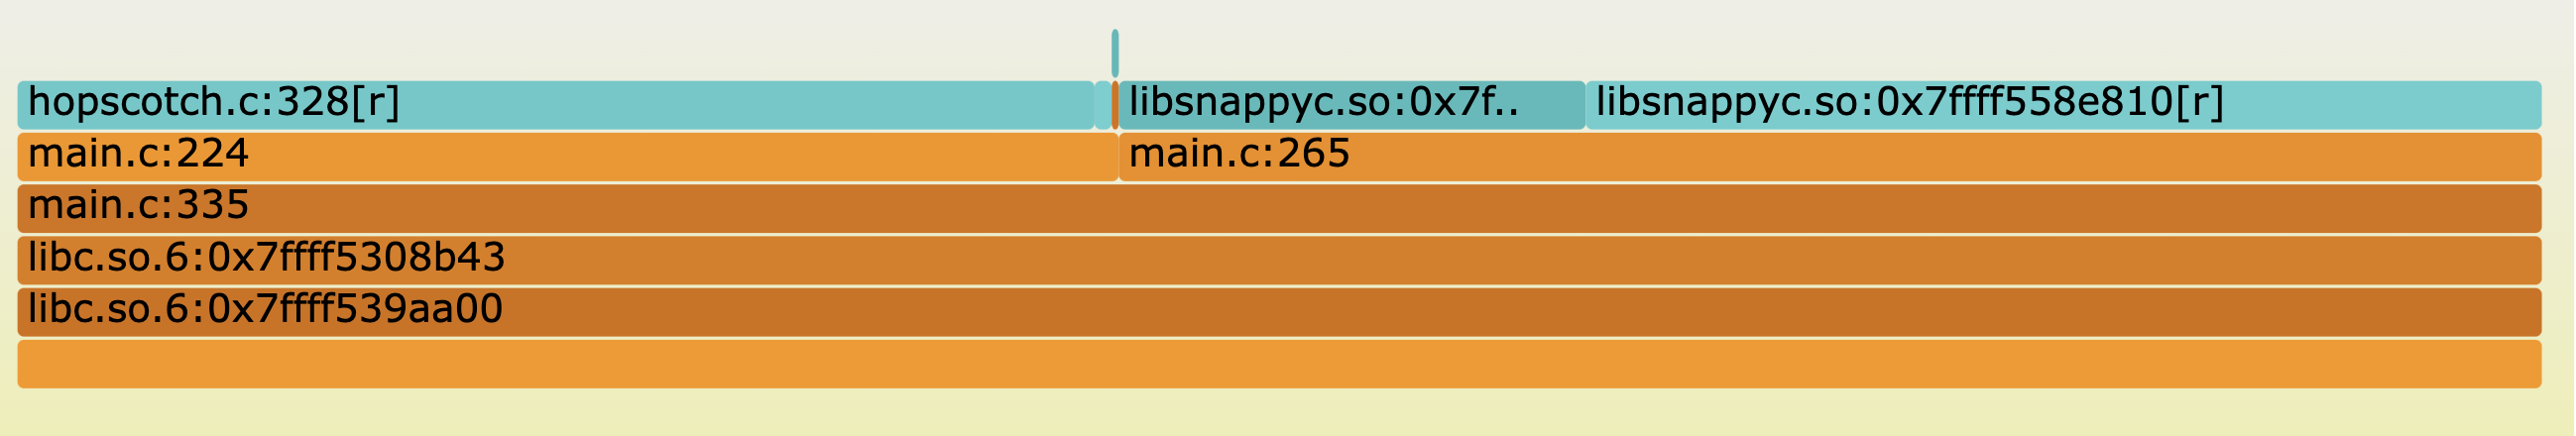 hopscotch.c:328[r] libsnappyc.so:0x7f.. libsnappyc.so:0x7ffff558e810[r]
main.c:224 main.c:265
main.c:335
libc.so.6:0x7ffff5308b43
libc.so.6:0x7ffff539aa00